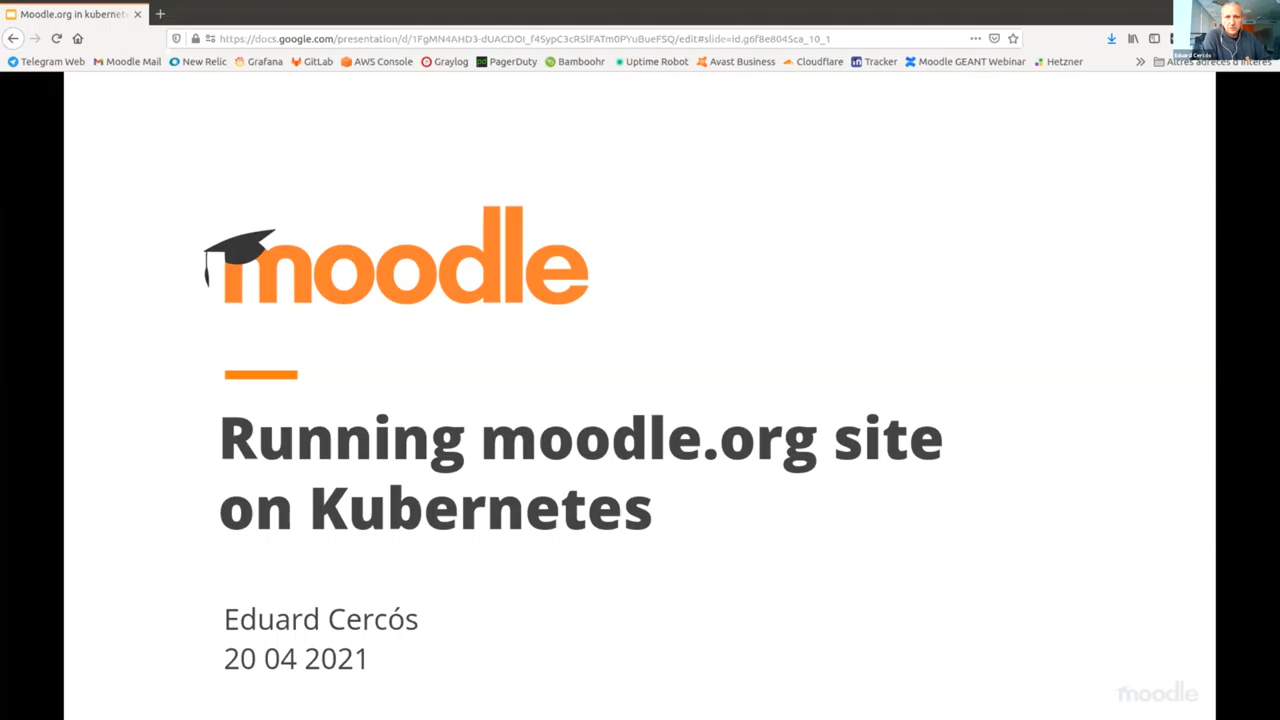 Moodle.org in kubernet
https://docs.google.com/presentation/d/1FgMN4AHD3-dUACDOI_f4SypC3cR5lFATm0PYuBueFSQ/edit#slide=id.g6f8e8045ca_10_1
Eduard Cercós
Telegram Web Moodle Mail New Relic Grafana GitLab AWS Console Graylog PagerDuty Bamboohr Uptime Robot Avast Business Cloudflare Tracker Moodle GEANT Webinar Hetzner Altres adreces d'interès
moodle
Running moodle.org site
on Kubernetes
Eduard Cercós
20 04 2021
moodle